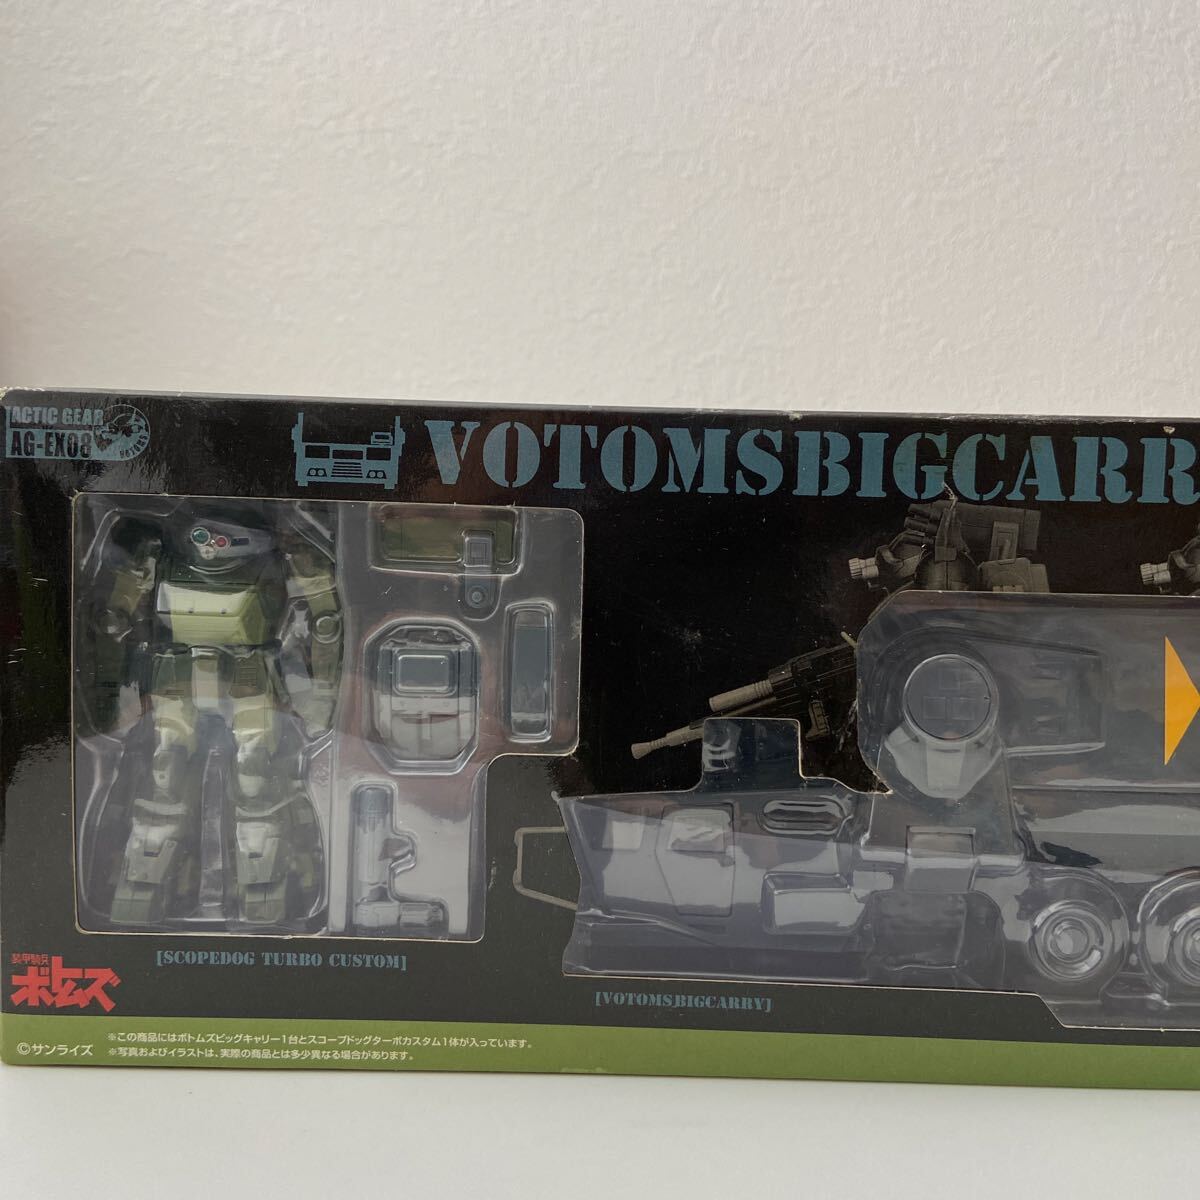 ACTIC GEAR
AG-EX08
VOTOMS
VOTOMSBIGCARR
[SCOPEDOG TURBO CUSTOM]
[VOTOMSBIGCARRY]
装甲騎兵
ボトムズ
©サンライズ
※この商品にはボトムズビッグキャリー1台とスコープドッグターボカスタム1体が入っています。
※写真およびイラストは、実際の商品とは多少異なる場合があります。